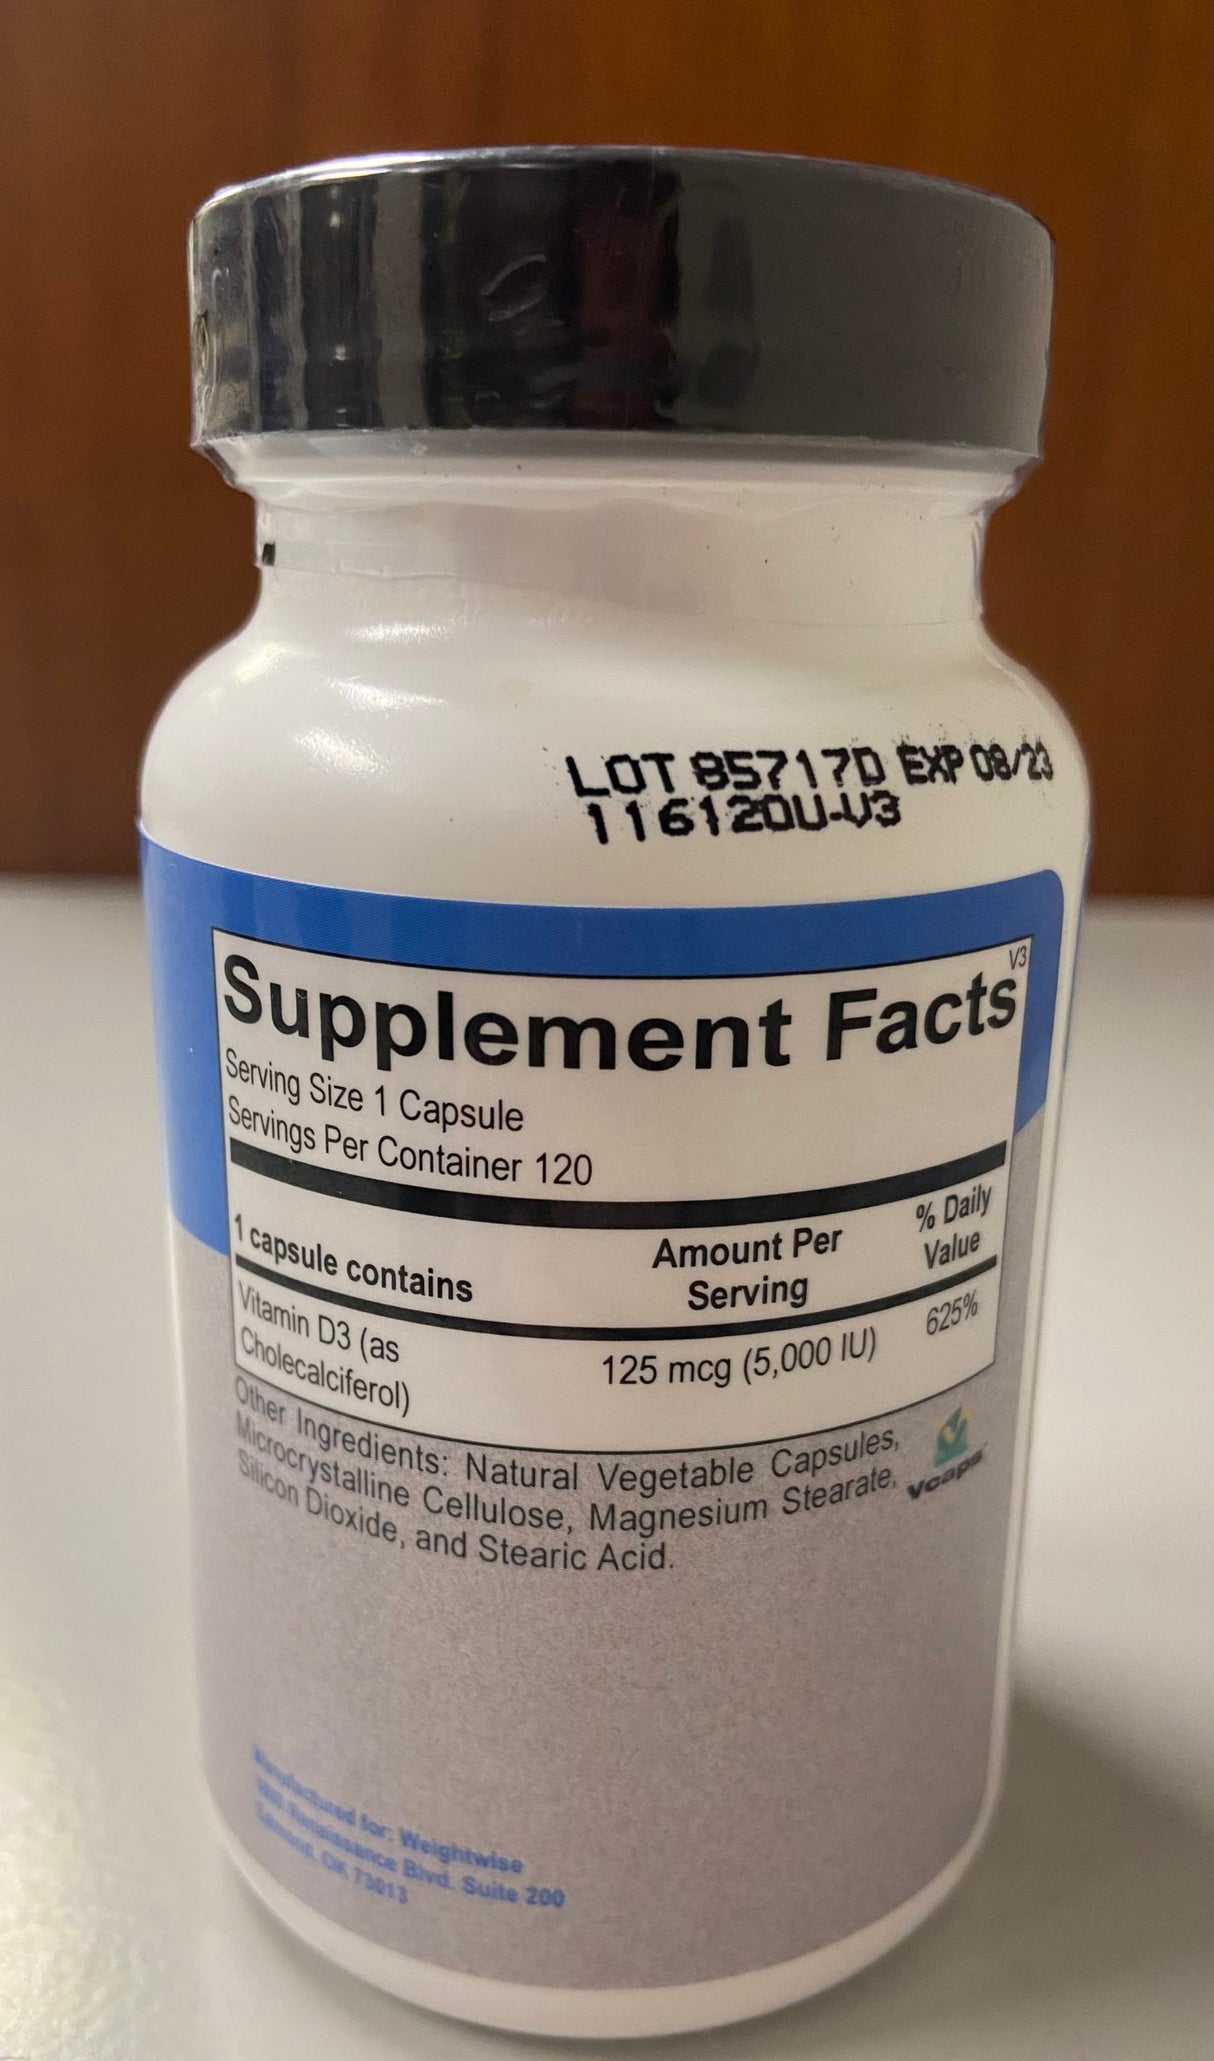 LOT 85717D EXP 08/23
116120U-V3
V3
Supplement Facts
Serving Size 1 Capsule
Servings Per Container 120
1 capsule contains
Amount Per
Serving
% Daily
Value
Vitamin D3 (as
Cholecalciferol)
125 mcg (5,000 IU)
625%
Other Ingredients: Natural Vegetable Capsules,
Microcrystalline Cellulose, Magnesium Stearate,
Silicon Dioxide, and Stearic Acid.
Vcaps
Manufactured for: Weightwise
Renaissance Blvd. Suite 200
Edmond, OK 73013